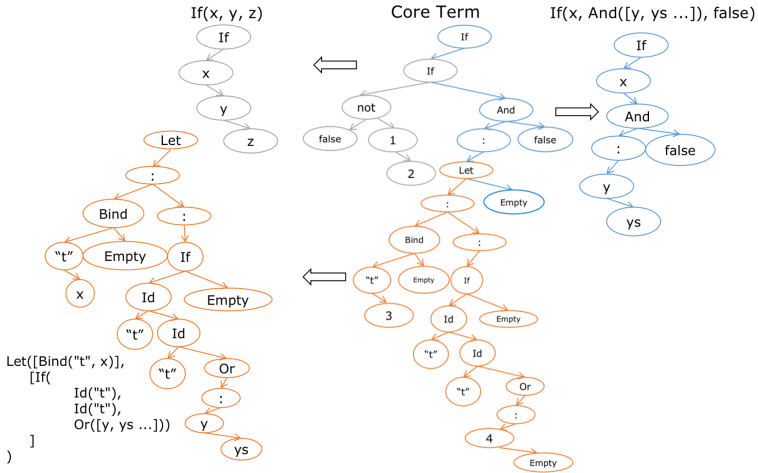 If(x, y, z)
If
x
y
z
Core Term
If
If
not
And
false
1
:
false
2
Let
Empty
:
Bind
:
“t”
Empty
If
3
Id
Empty
“t”
Id
“t”
Or
:
4
Empty
If(x, And([y, ys ...]), false)
If
x
And
:
false
y
ys
Let
:
Bind
:
“t”
Empty
If
x
Id
Empty
“t”
Id
“t”
Or
:
y
ys
Let([Bind("t", x)],
[If(
Id("t"),
Id("t"),
Or([y, ys ...]))
]
)